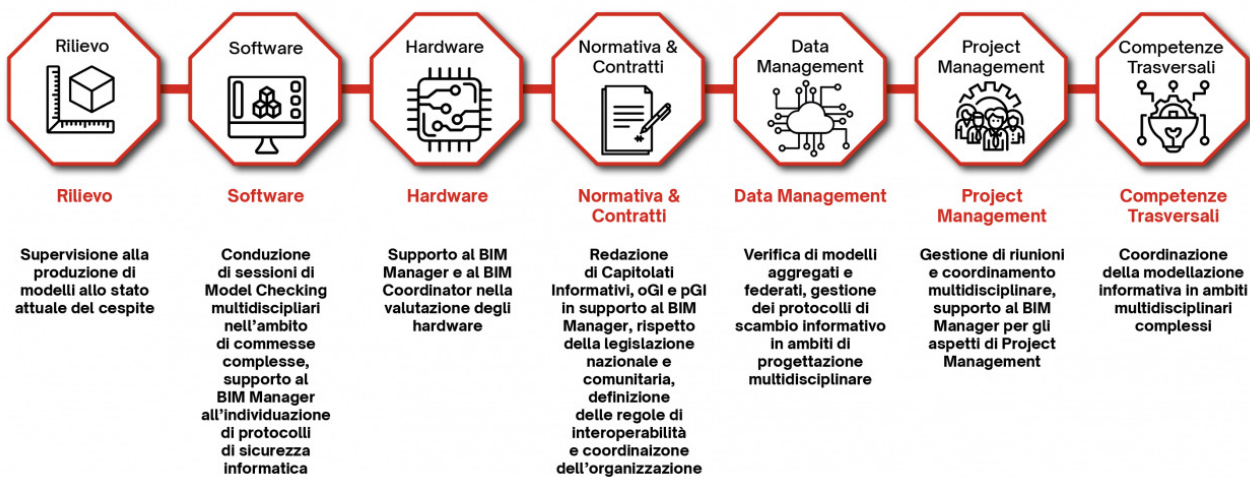 Rilievo
Software
Hardware
Normativa &
Contratti
Data
Management
Project
Management
Competenze
Trasversali
Rilievo
Software
Hardware
Normativa &
Contratti
Data Management
Project
Management
Competenze
Trasversali
Supervisione alla
produzione di
modelli allo stato
attuale del cespite
Conduzione
di sessioni di
Model Checking
multidiscipliari
nell'ambito
di commesse
complesse,
supporto al
BIM Manager
all'individuazione
di protocolli
di sicurezza
informatica
Supporto al BIM
Manager e al BIM
Coordinator nella
valutazione degli
hardware
Redazione
di Capitolati
Informativi, oGI e pGI
in supporto al BIM
Manager, rispetto
della legislazione
nazionale e
comunitaria,
definizione
delle regole di
interoperabilità
e coordinaizone
dell'organizzazione
Verifica di modelli
aggregati e
federati, gestione
dei protocolli di
scambio informativo
in ambiti di
progettazione
multidisciplinare
Gestione di riunioni
e coordinamento
multidisciplinare,
supporto al BIM
Manager per gli
aspetti di Project
Management
Coordinazione
della modellazione
informativa in ambiti
multidisciplinari
complessi